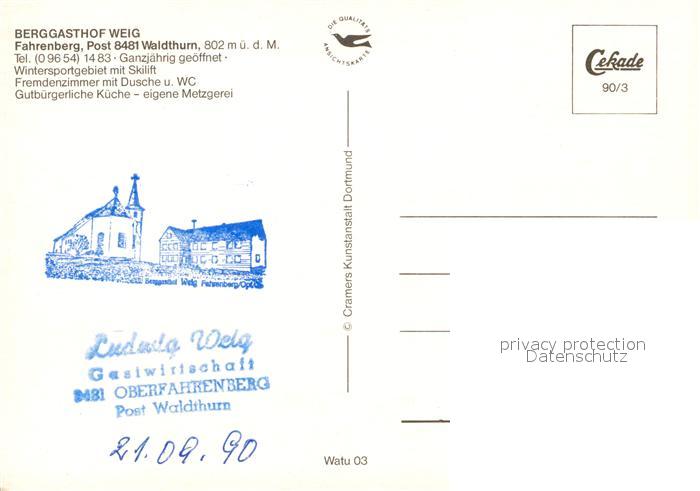 BERGGASTHOF WEIG
Fahrenberg, Post 8481 Waldthurn, 802 m ü. d. M.
Tel. (0 96 54) 14 83 · Ganzjährig geöffnet ·
Wintersportgebiet mit Skilift
Fremdenzimmer mit Dusche u. WC
Gutbürgerliche Küche – eigene Metzgerei
DIE QUALITÄTS
ANSICHTSKARTE
Cekade
90/3
© Cramers Kunstanstalt Dortmund
Berggasthof Weig Fahrenberg/Opf.
Ludwig Weig
Gastwirtschaft
8481 OBERFAHRENBERG
Post Waldthurn
21.09.90
Watu 03
privacy protection
Datenschutz